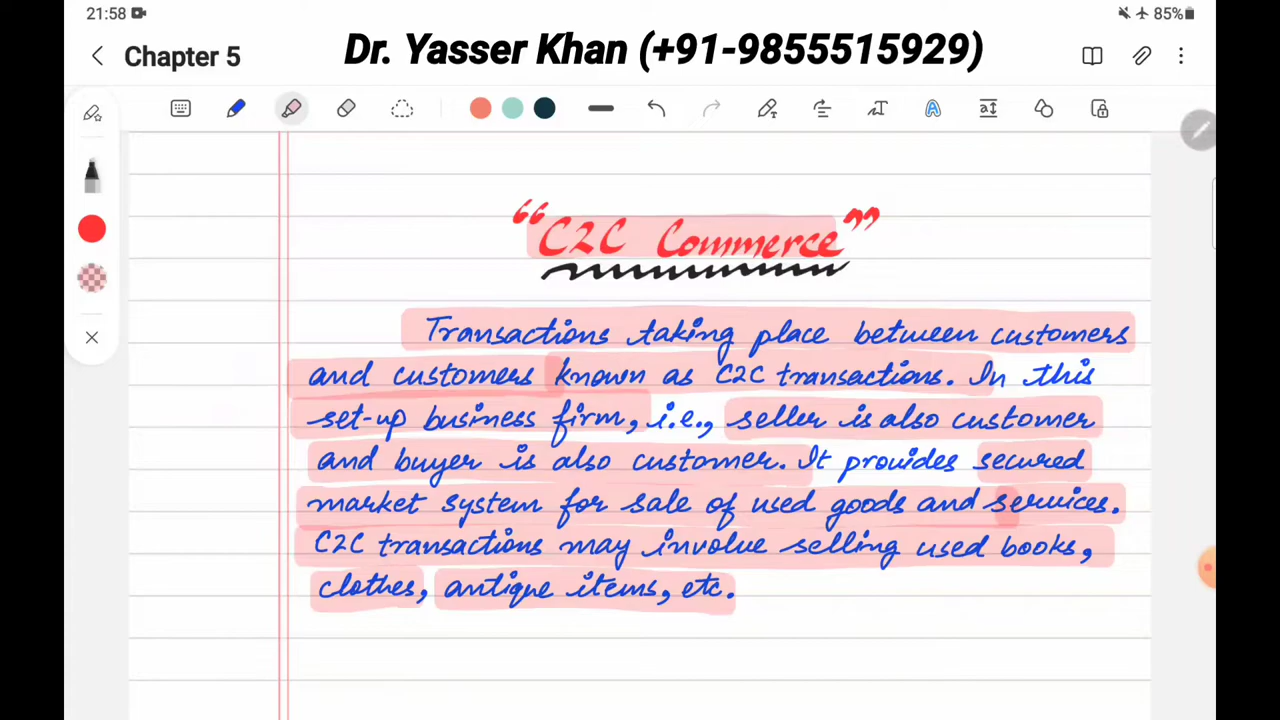 21:58
85%
Chapter 5
Dr. Yasser Khan (+91-9855515929)
"C2C Commerce"
Transactions taking place between customers
and customers known as C2C transactions. In this
set-up business firm, i.e., seller is also customer
and buyer is also customer. It provides secured
market system for sale of used goods and services.
C2C transactions may involve selling used books,
clothes, antique items, etc.